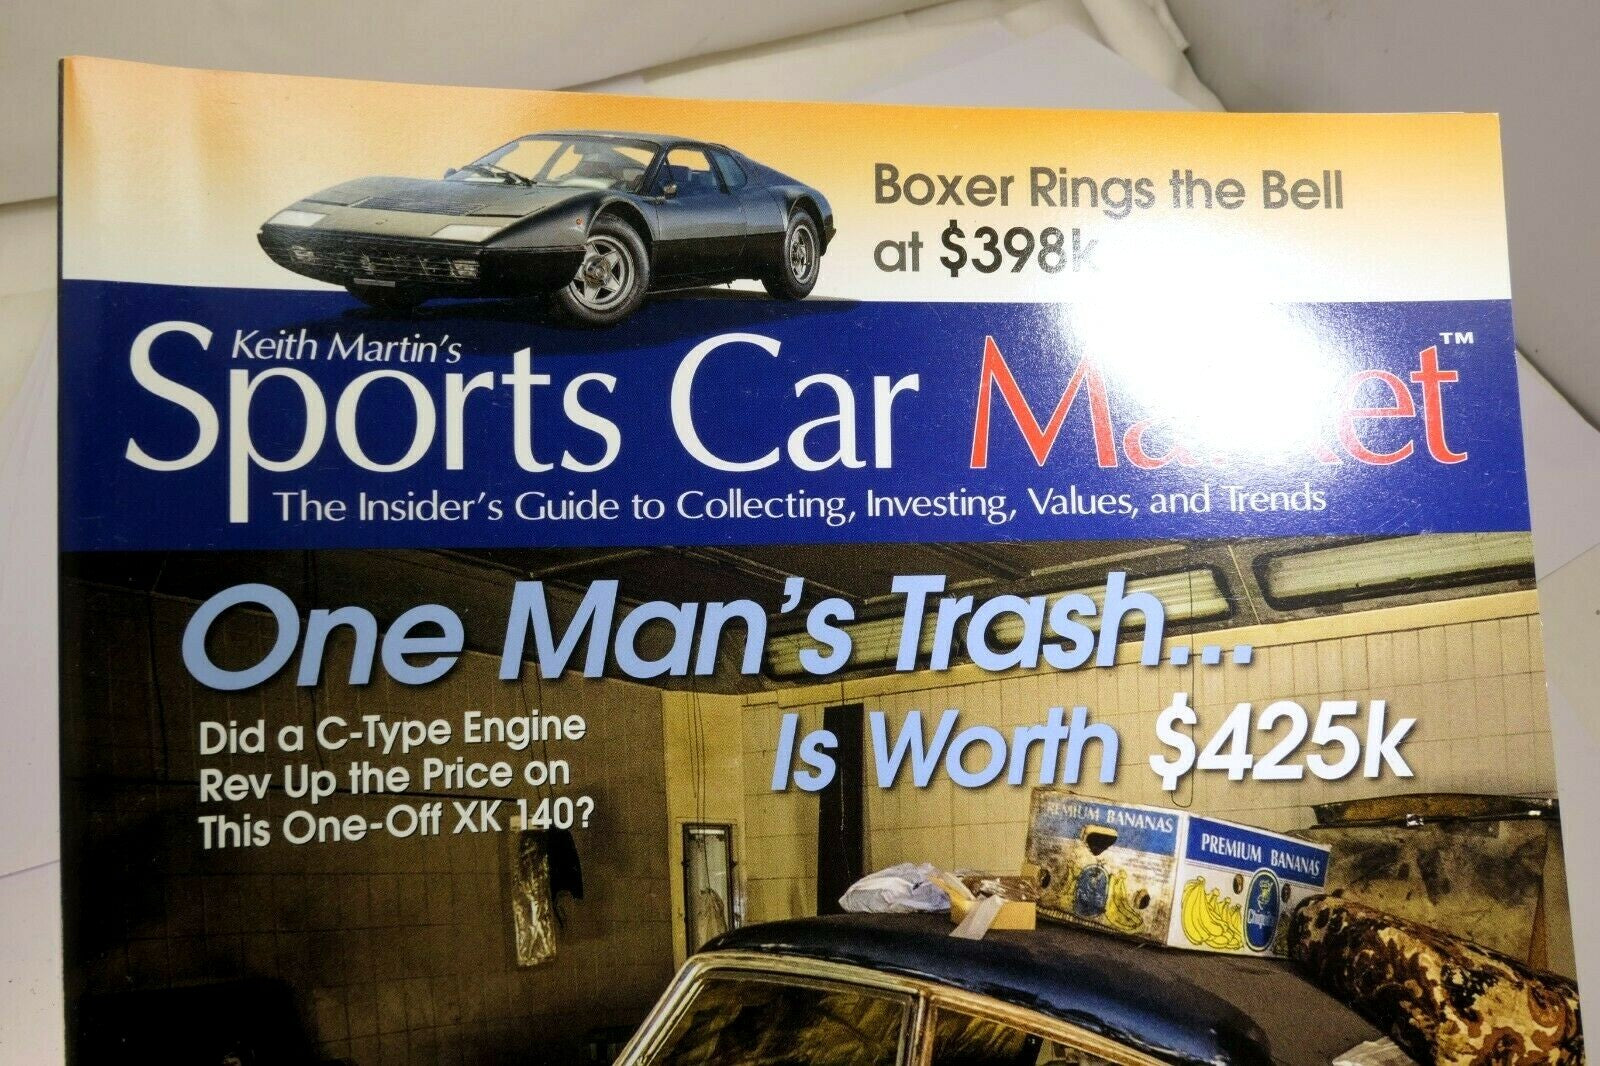 Boxer Rings the Bell
at $398k
Keith Martin's
Sports Car Market™
The Insider's Guide to Collecting, Investing, Values, and Trends
One Man's Trash...
Is Worth $425k
Did a C-Type Engine
Rev Up the Price on
This One-Off XK 140?
PREMIUM BANANAS
PREMIUM BANANAS